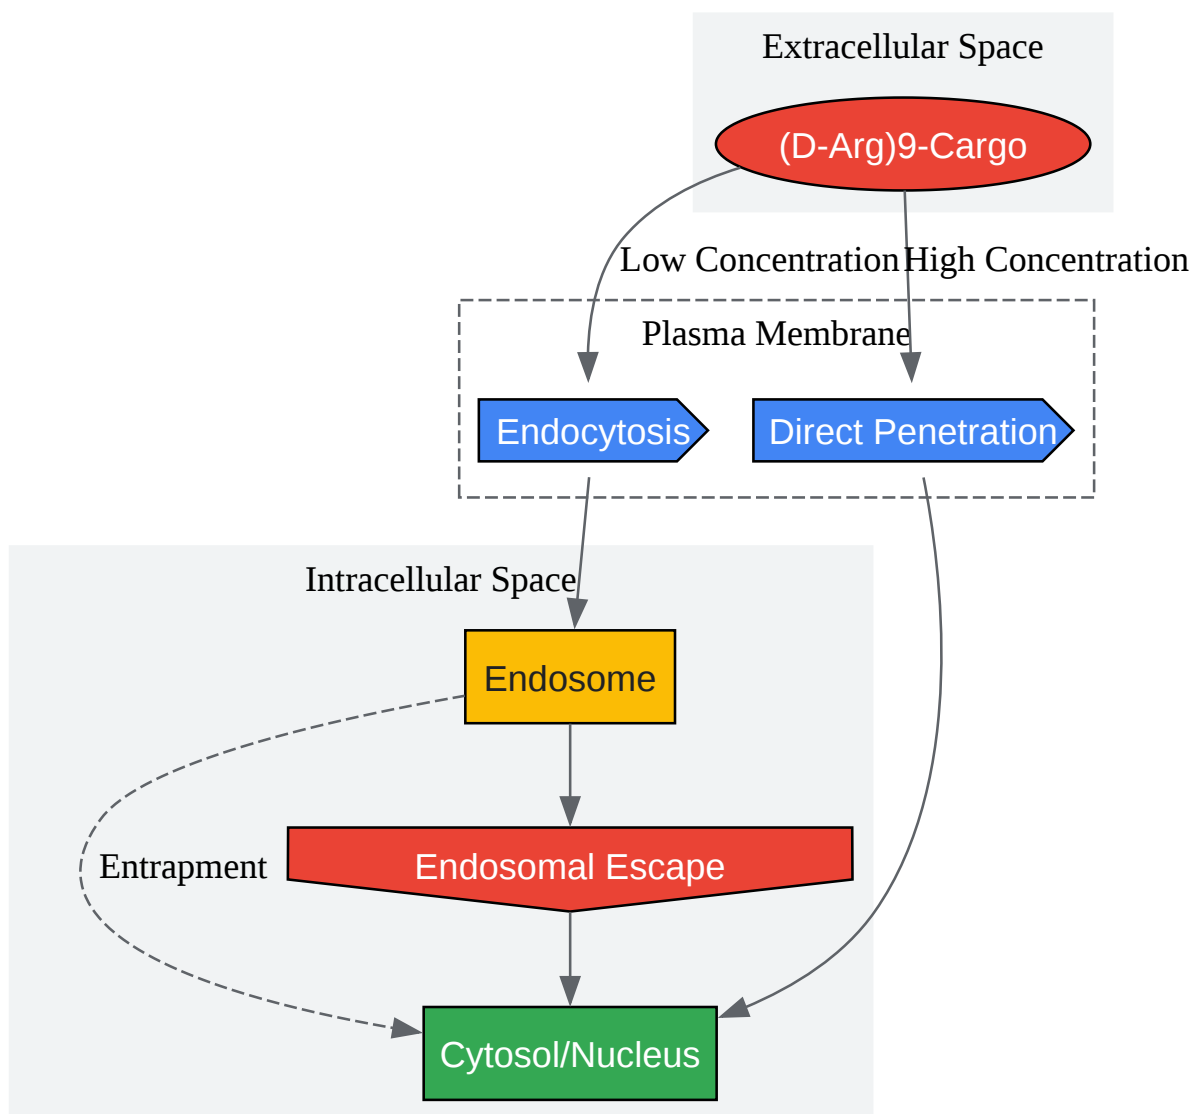 Extracellular Space
(D-Arg)9-Cargo
Low Concentration
High Concentration
Plasma Membrane
Endocytosis
Direct Penetration
Intracellular Space
Endosome
Entrapment
Endosomal Escape
Cytosol/Nucleus